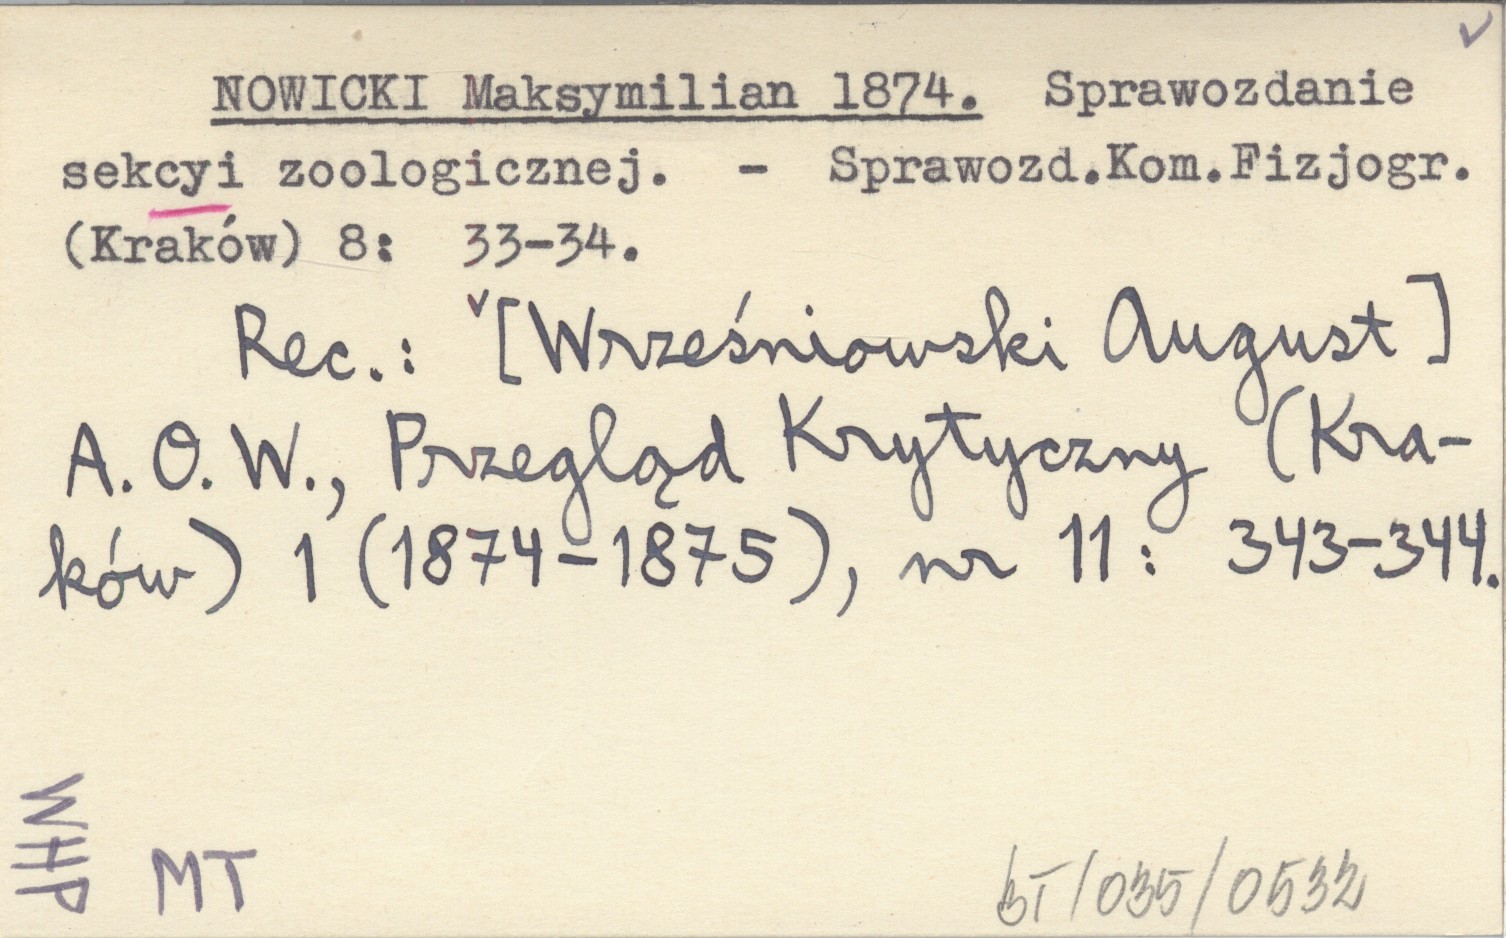 NOWICKI Maksymilian 1874. Sprawozdanie
sekcyi zoologicznej. - Sprawozd.Kom.Fizjogr.
(Kraków) 8: 33-34.
Rec.: [Wrześniowski August]
A. O. W., Przegląd Krytyczny (Kra-
ków) 1 (1874-1875), nr 11: 343-344.
WHP
MT
BI/035/0532